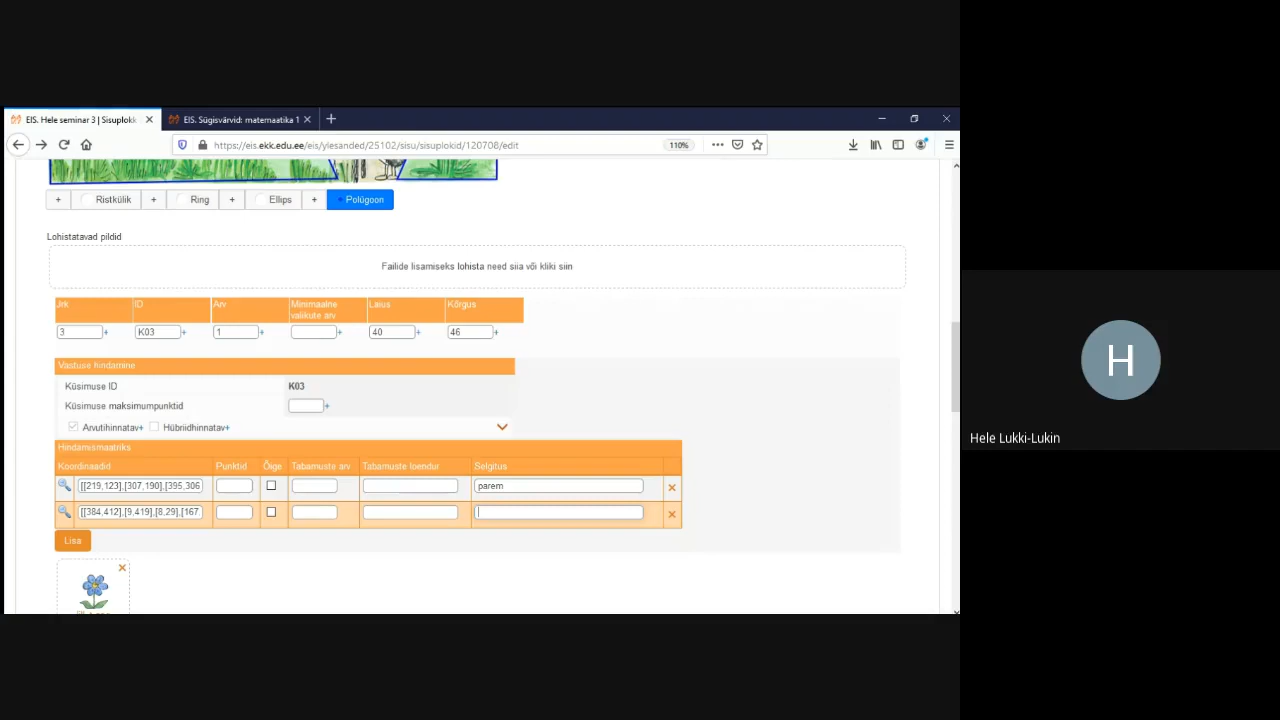 EIS. Hele seminar 3 | Sisuplokk
EIS. Sügisvärvid: matemaatika 1
https://eis.ekk.edu.ee/eis/ylesanded/25102/sisu/sisuplokid/120708/edit
110%
+ Ristkülik + Ring + Ellips + Polügoon
Lohistatavad pildid
Failide lisamiseks lohista need siia või kliki siin
Jrk ID Arv Minimaalne valikute arv Laius Kõrgus
3 + K03 + 1 + + 40 + 46 +
Vastuse hindamine
Küsimuse ID K03
Küsimuse maksimumpunktid +
Arvutihinnatav+ Hübriidhinnatav+
Hindamismaatriks
Koordinaadid Punktid Õige Tabamuste arv Tabamuste loendur Selgitus
[[219,123],[307,190],[395,306 parem
[[384,412],[9,419],[8,29],[167
Lisa
H
Hele Lukki-Lukin